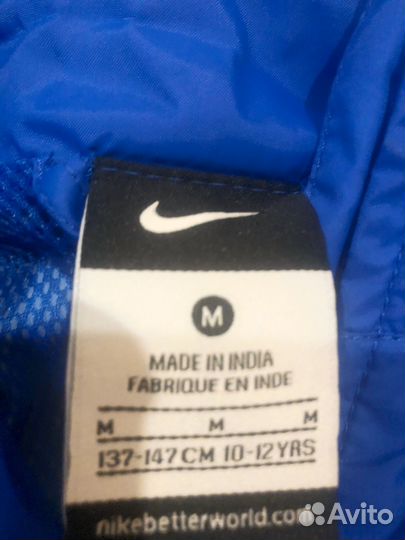 M
MADE IN INDIA
FABRIQUE EN INDE
M M M
137-147 CM 10-12 YRS
nikebetterworld.com
Avito